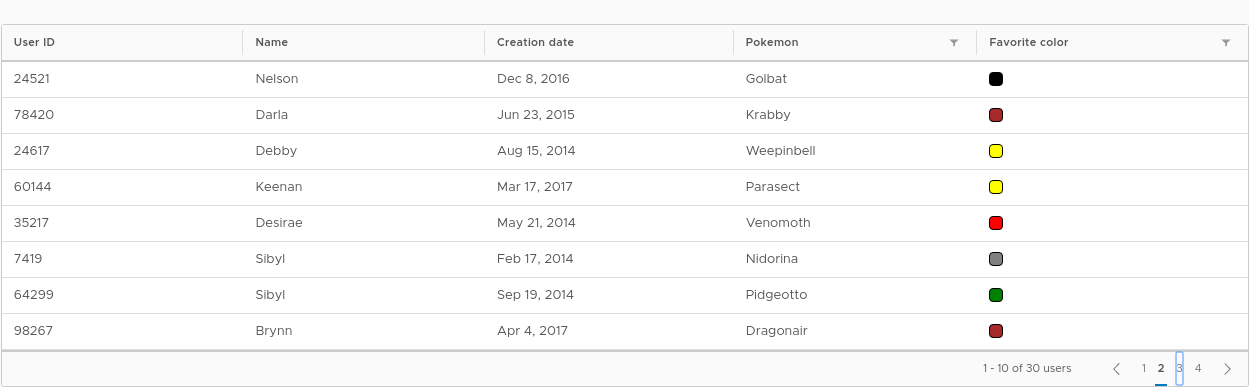 User ID Name Creation date Pokemon Favorite color
24521 Nelson Dec 8, 2016 Golbat
78420 Darla Jun 23, 2015 Krabby
24617 Debby Aug 15, 2014 Weepinbell
60144 Keenan Mar 17, 2017 Parasect
35217 Desirae May 21, 2014 Venomoth
7419 Sibyl Feb 17, 2014 Nidorina
64299 Sibyl Sep 19, 2014 Pidgeotto
98267 Brynn Apr 4, 2017 Dragonair
1 - 10 of 30 users 1 2 3 4